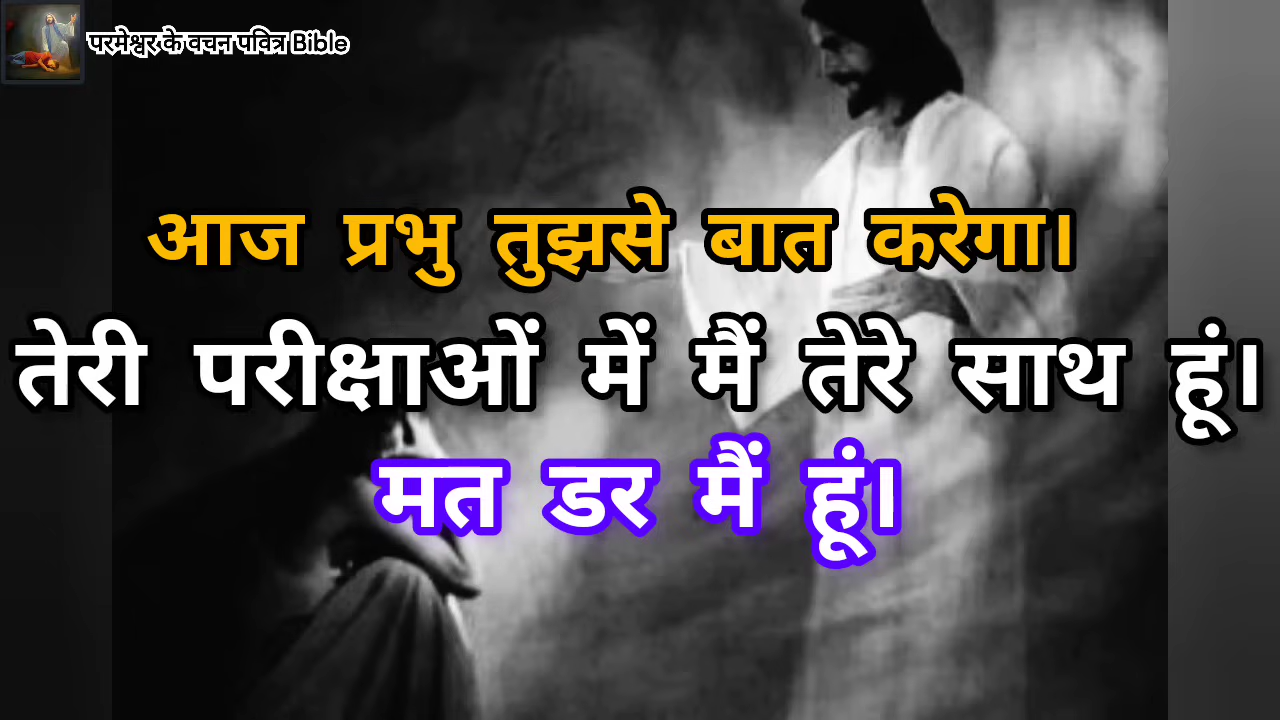 परमेश्वर के वचन पवित्र Bible
आज प्रभु तुझसे बात करेगा।
तेरी परीक्षाओं में मैं तेरे साथ हूं।
मत डर मैं हूं।